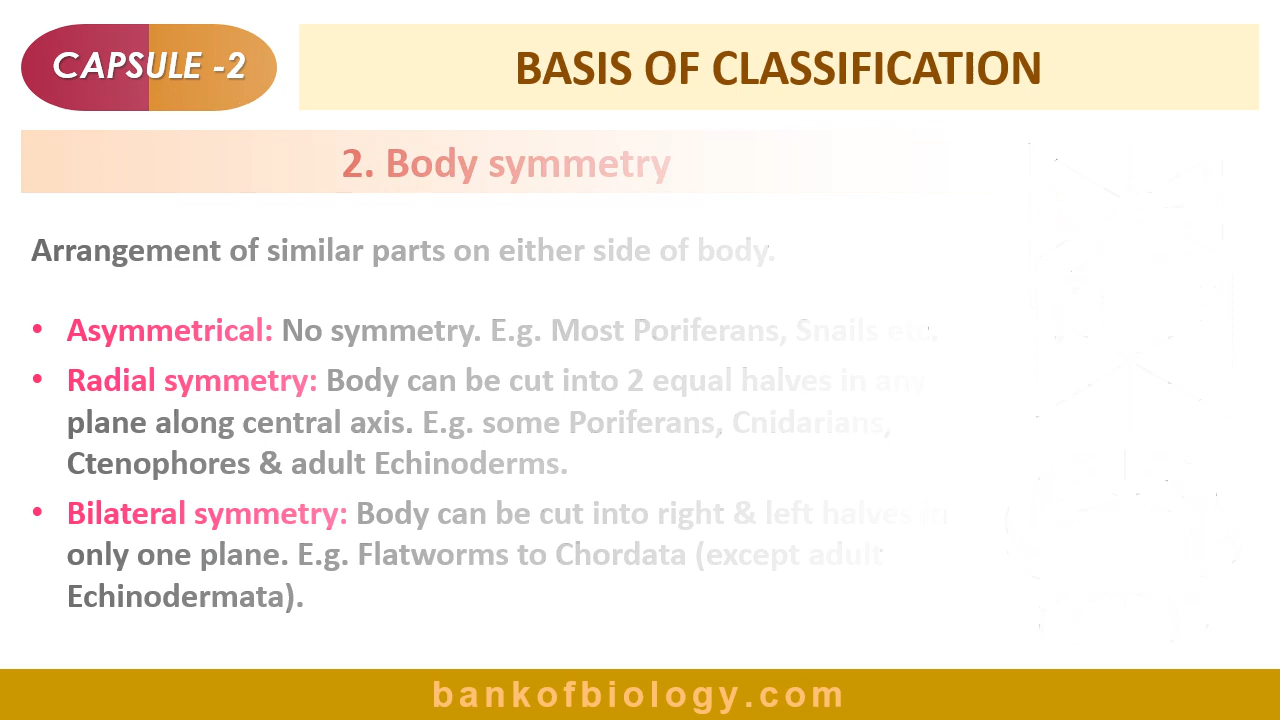 CAPSULE -2
BASIS OF CLASSIFICATION
2. Body symmetry
Arrangement of similar parts on either side of body.
• Asymmetrical: No symmetry. E.g. Most Poriferans, Snails etc.
• Radial symmetry: Body can be cut into 2 equal halves in any
plane along central axis. E.g. some Poriferans, Cnidarians,
Ctenophores & adult Echinoderms.
• Bilateral symmetry: Body can be cut into right & left halves in
only one plane. E.g. Flatworms to Chordata (except adult
Echinodermata).
bankofbiology.com